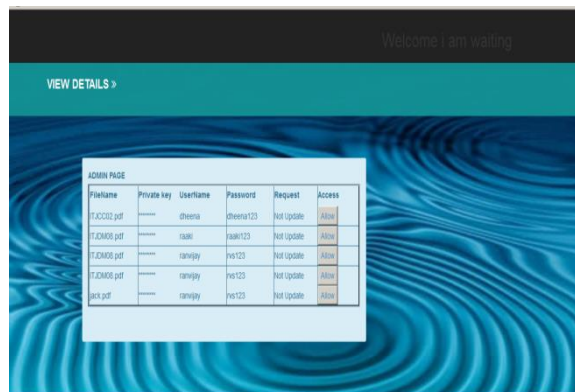 Welcome i am waiting
VIEW DETAILS »
ADMIN PAGE
FileName Private key UserName Password Request Access
ITJCC02.pdf ******** dheena dheena123 Not Update Allow
ITJDM08.pdf ******** raaki raaki123 Not Update Allow
ITJDM08.pdf ******** ranvijay rvs123 Not Update Allow
ITJDM08.pdf ******** ranvijay rvs123 Not Update Allow
jack.pdf ******** ranvijay rvs123 Not Update Allow